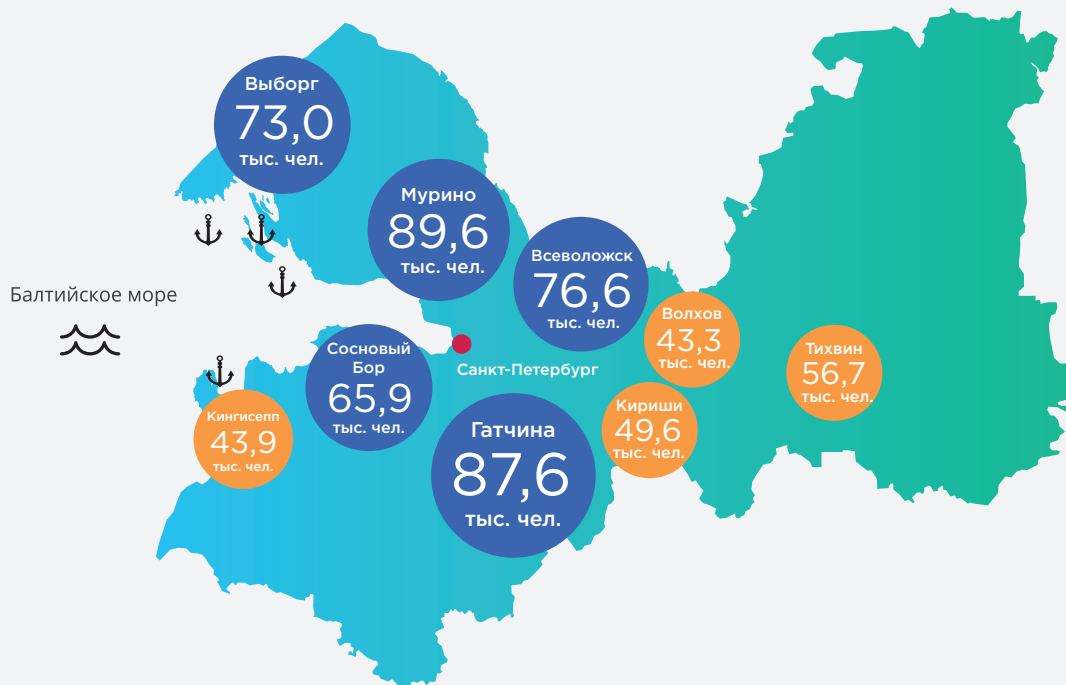 Выборг
73,0
тыс. чел.
Мурино
89,6
тыс. чел.
Всеволожск
76,6
тыс. чел.
Балтийское море
Волхов
43,3
тыс. чел.
Тихвин
56,7
тыс. чел.
Сосновый
Бор
65,9
тыс. чел.
Санкт-Петербург
Кингисепп
43,9
тыс. чел.
Гатчина
87,6
тыс. чел.
Кириши
49,6
тыс. чел.